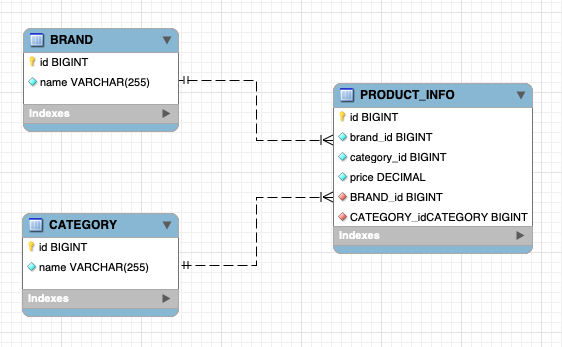 BRAND
id BIGINT
name VARCHAR(255)
Indexes
PRODUCT_INFO
id BIGINT
brand_id BIGINT
category_id BIGINT
price DECIMAL
BRAND_id BIGINT
CATEGORY_idCATEGORY BIGINT
Indexes
CATEGORY
id BIGINT
name VARCHAR(255)
Indexes